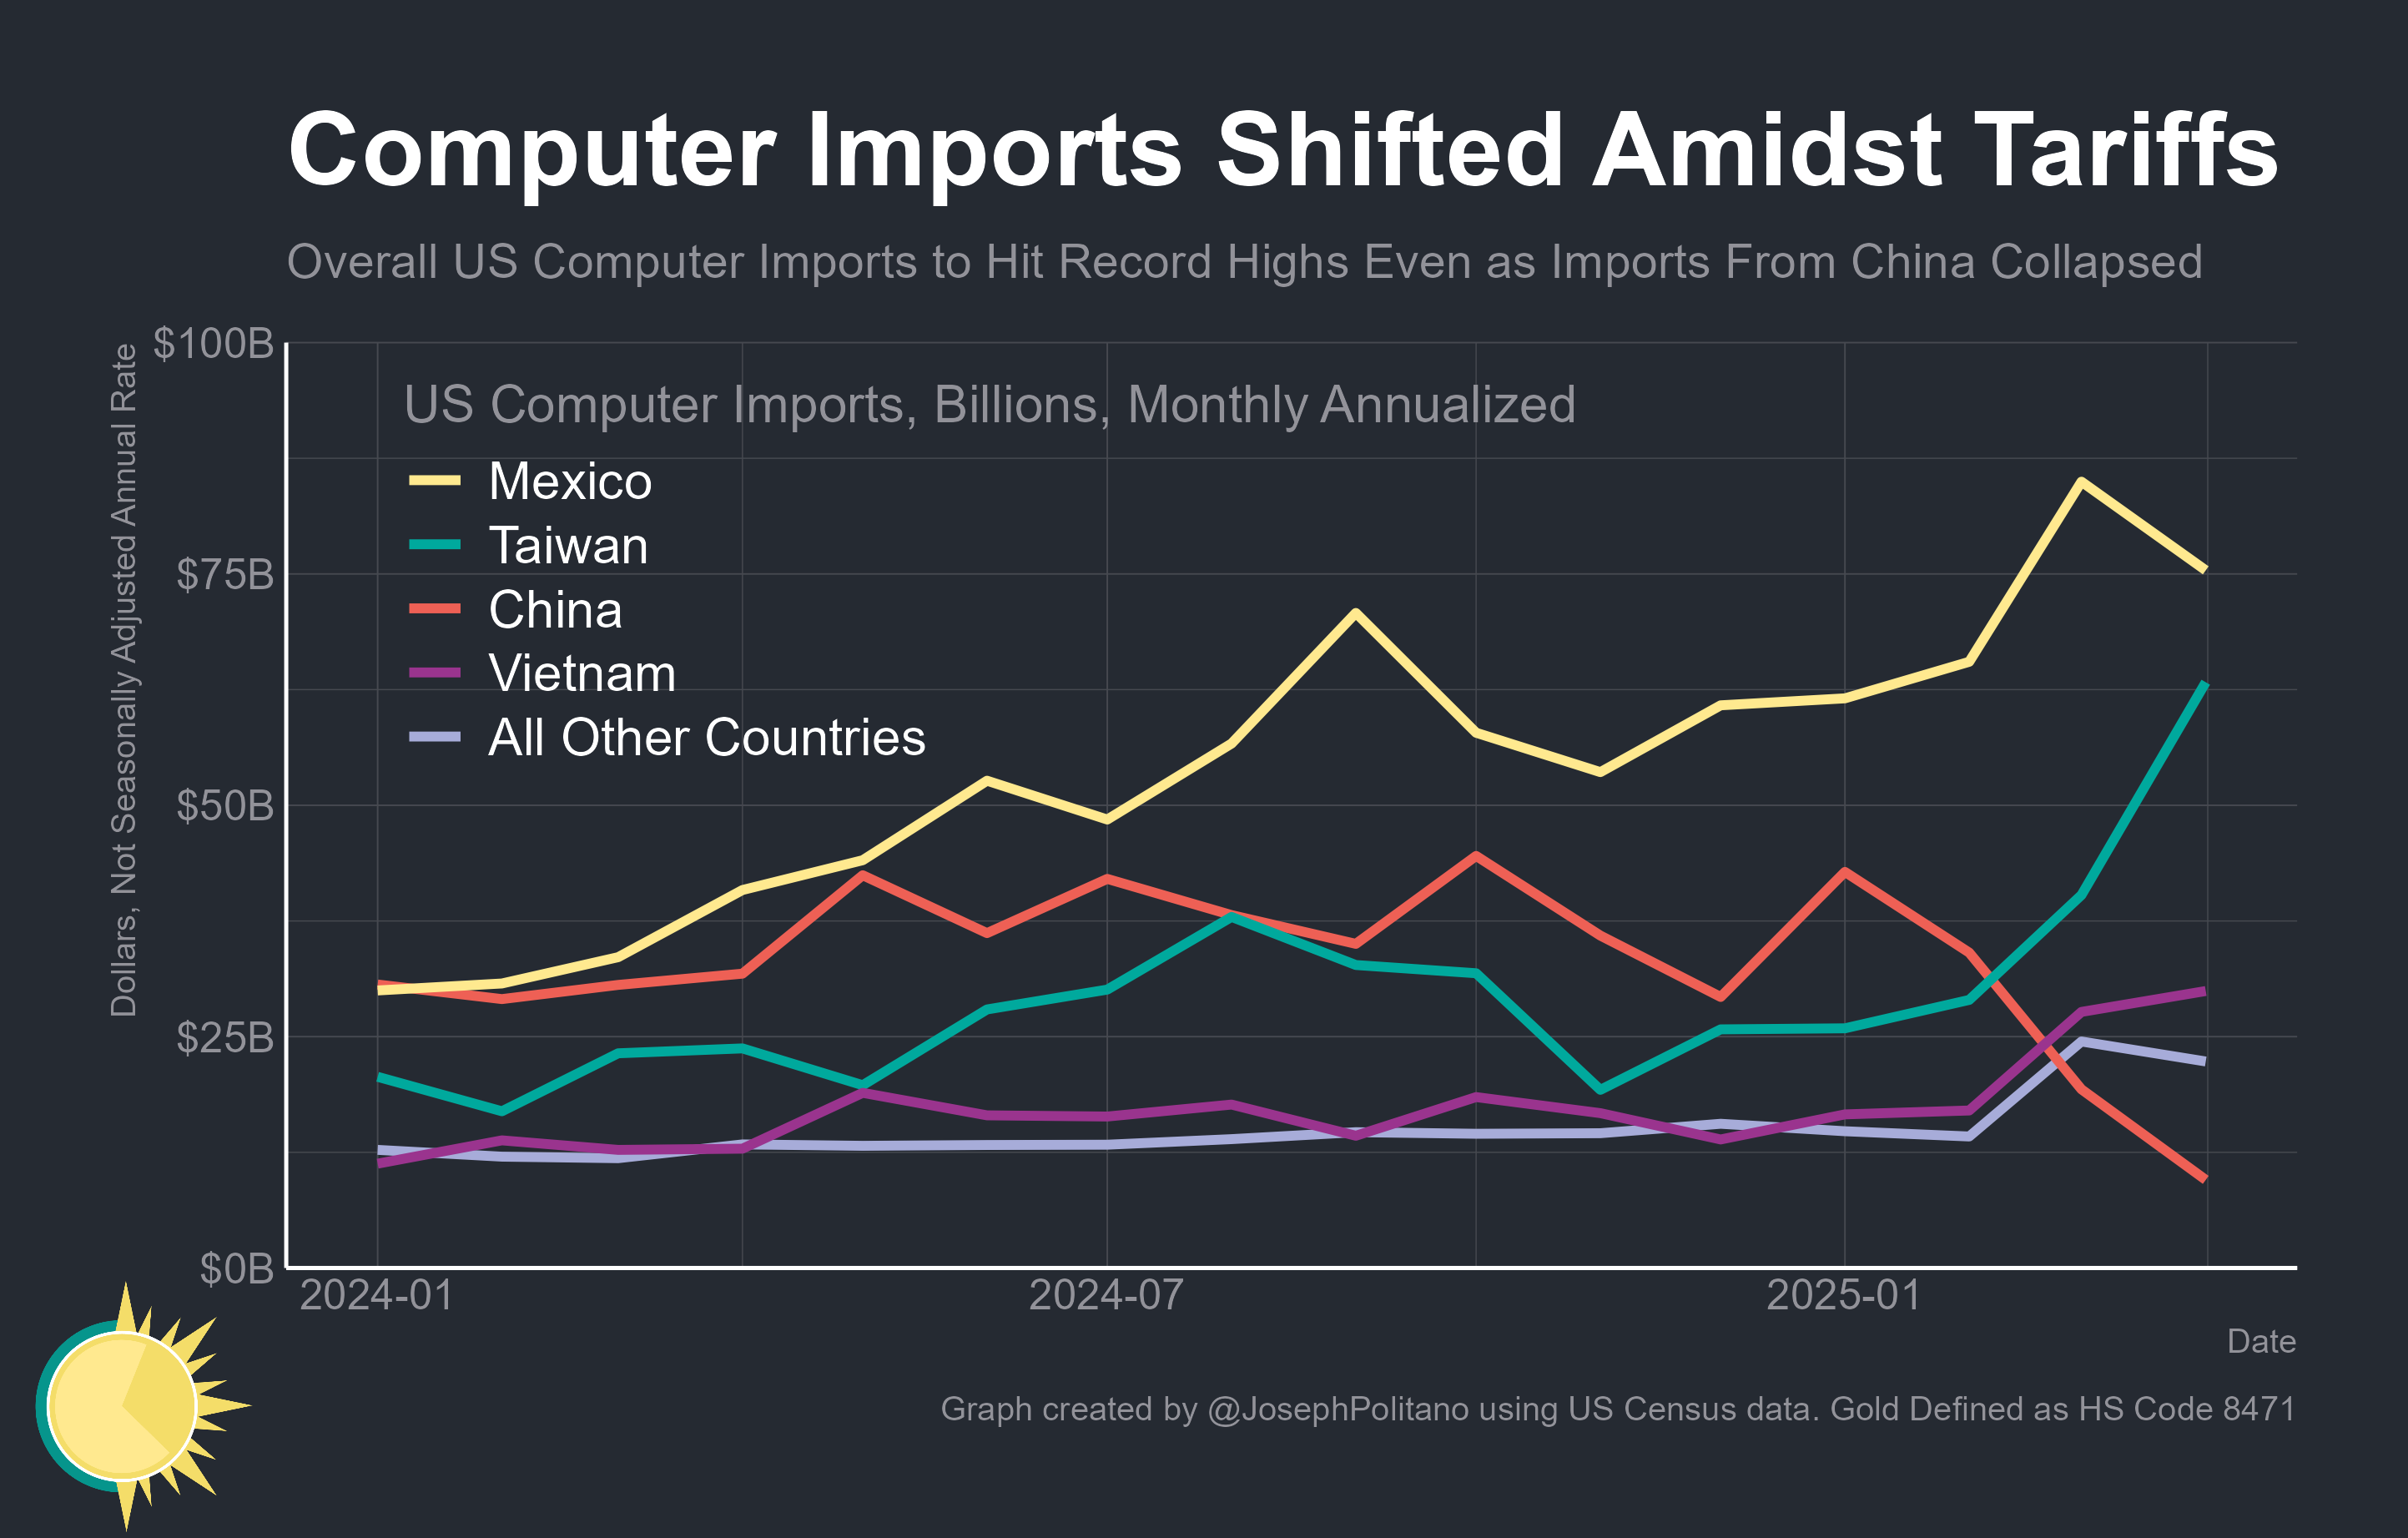 Computer Imports Shifted Amidst Tariffs
Overall US Computer Imports to Hit Record Highs Even as Imports From China Collapsed
Dollars, Not Seasonally Adjusted Annual Rate
$100B
$75B
$50B
$25B
$0B
US Computer Imports, Billions, Monthly Annualized
Mexico
Taiwan
China
Vietnam
All Other Countries
2024-01
2024-07
2025-01
Date
Graph created by @JosephPolitano using US Census data. Gold Defined as HS Code 8471